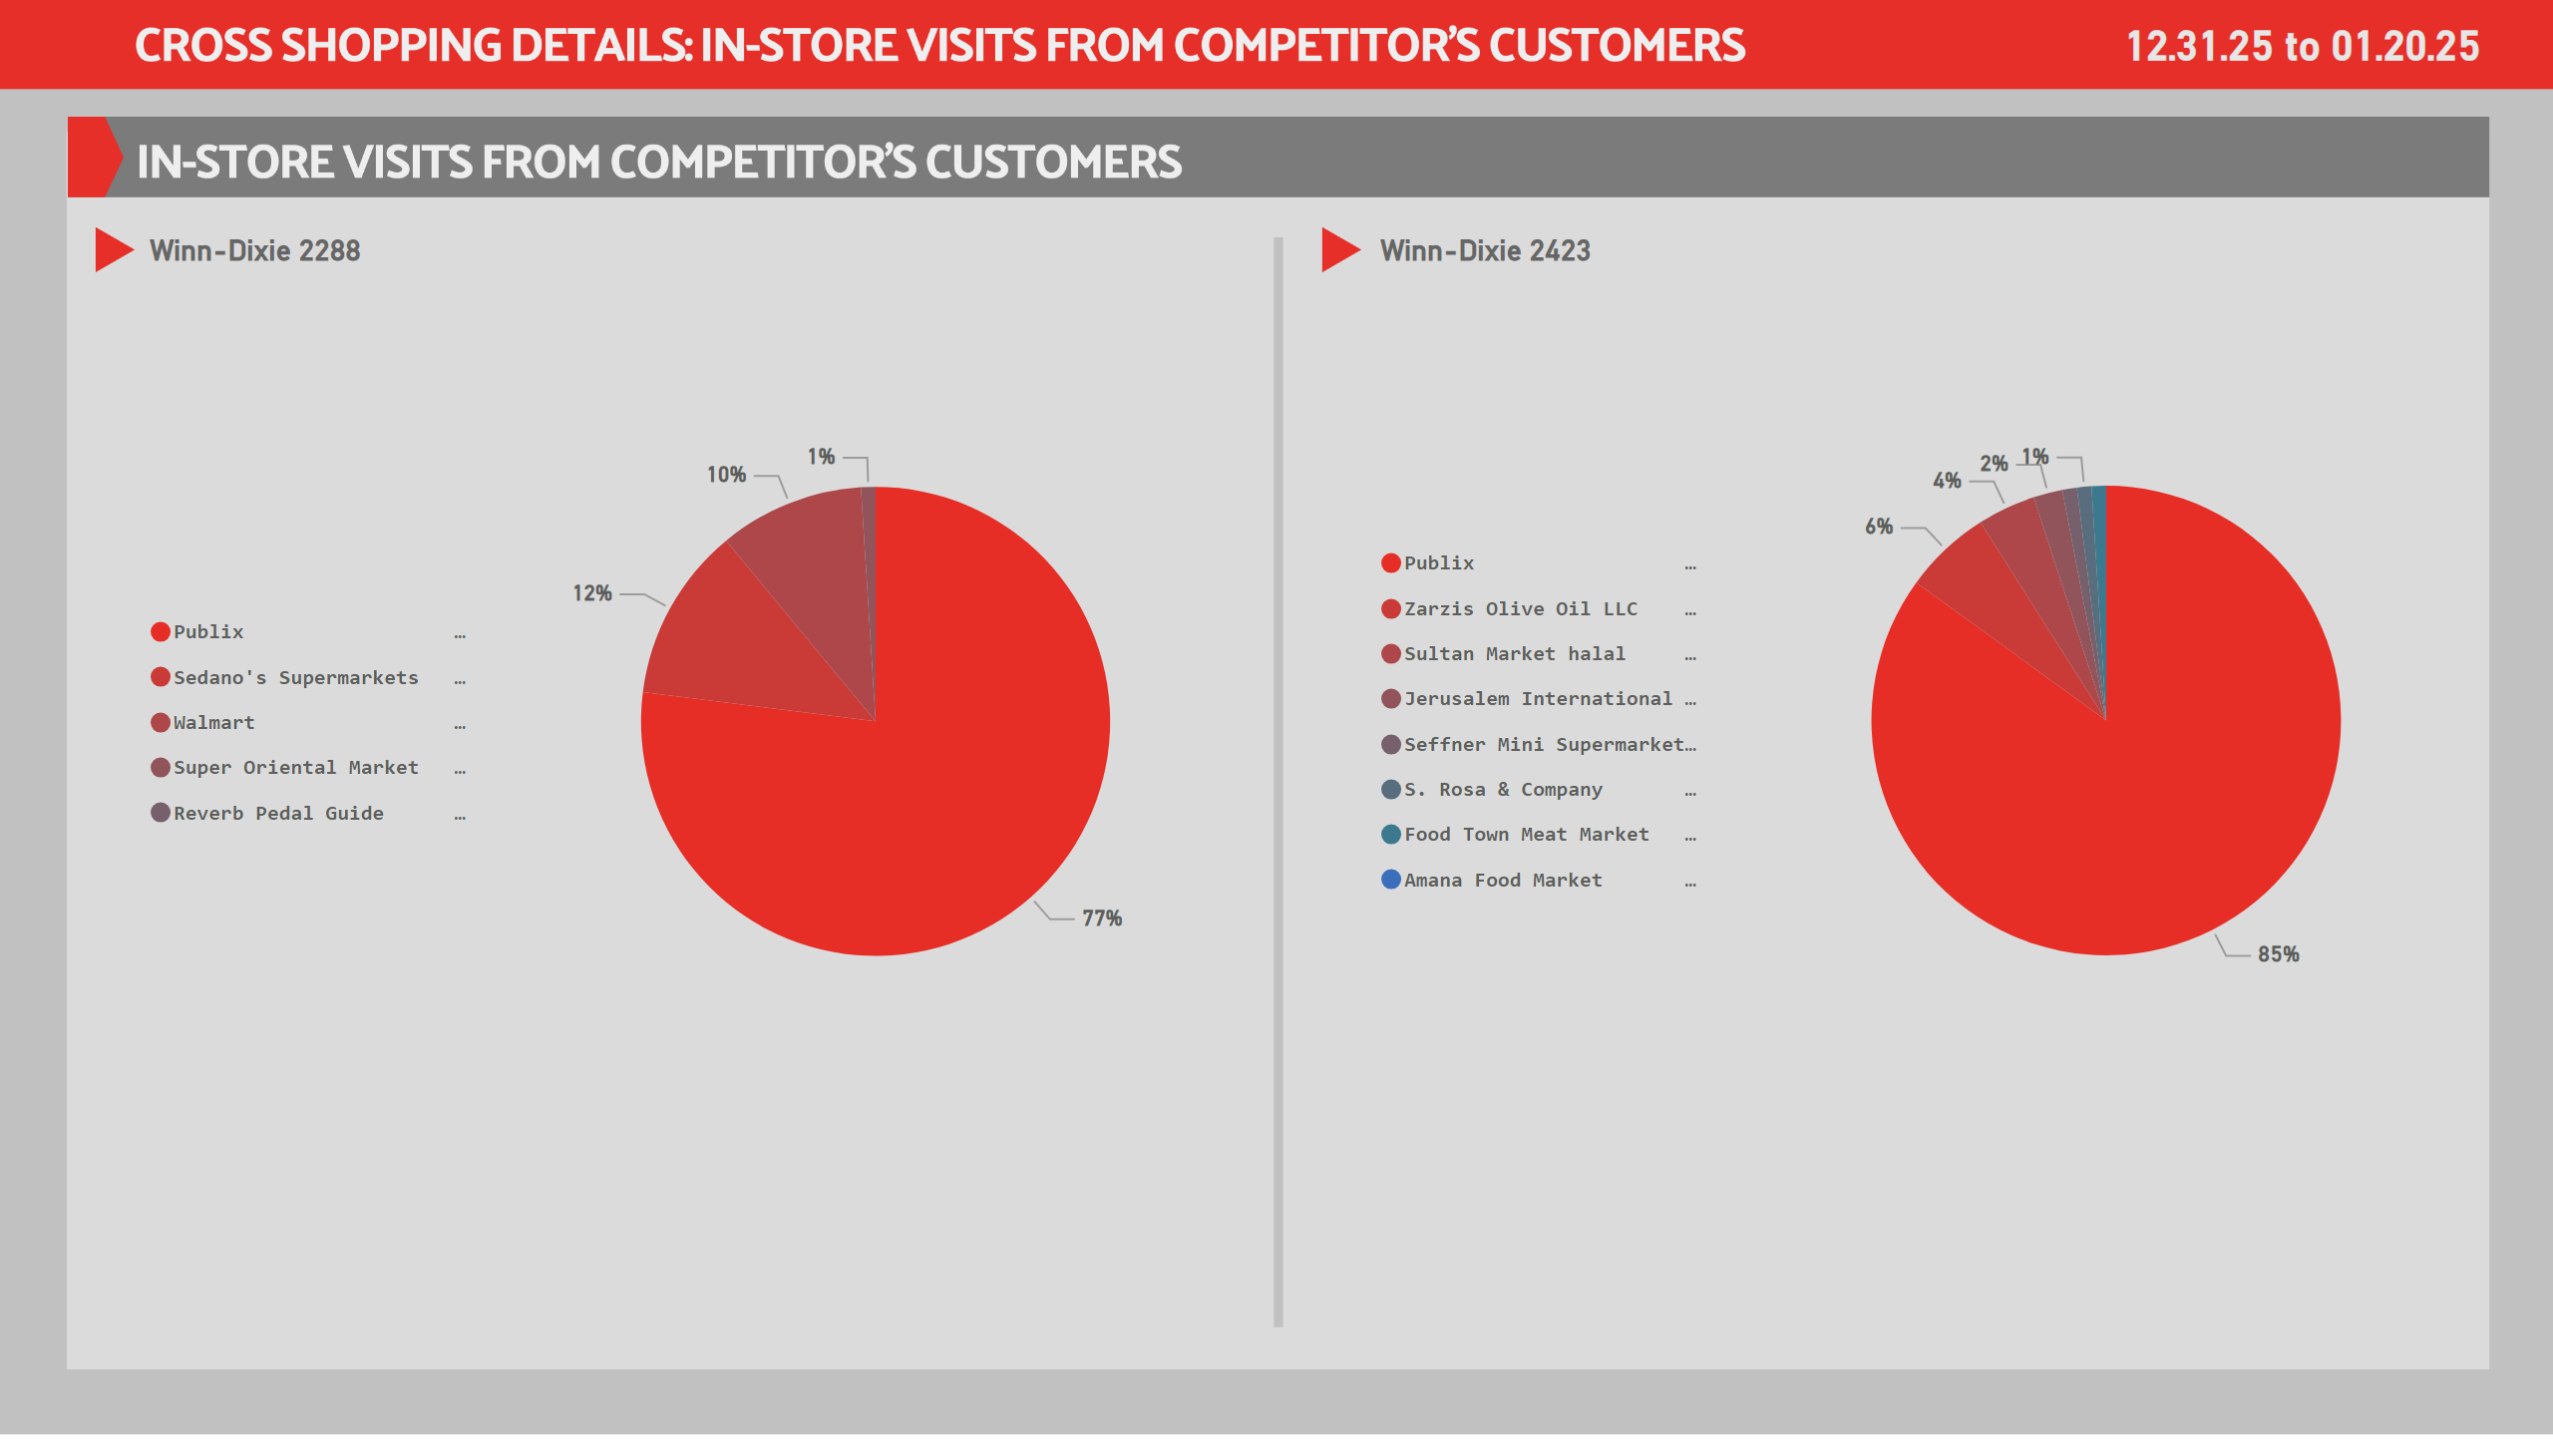 CROSS SHOPPING DETAILS: IN-STORE VISITS FROM COMPETITOR'S CUSTOMERS
12.31.25 to 01.20.25
IN-STORE VISITS FROM COMPETITOR'S CUSTOMERS
Winn-Dixie 2288
Publix …
Sedano's Supermarkets …
Walmart …
Super Oriental Market …
Reverb Pedal Guide …
1%
10%
12%
77%
Winn-Dixie 2423
Publix …
Zarzis Olive Oil LLC …
Sultan Market halal …
Jerusalem International …
Seffner Mini Supermarket…
S. Rosa & Company …
Food Town Meat Market …
Amana Food Market …
1%
2%
4%
6%
85%